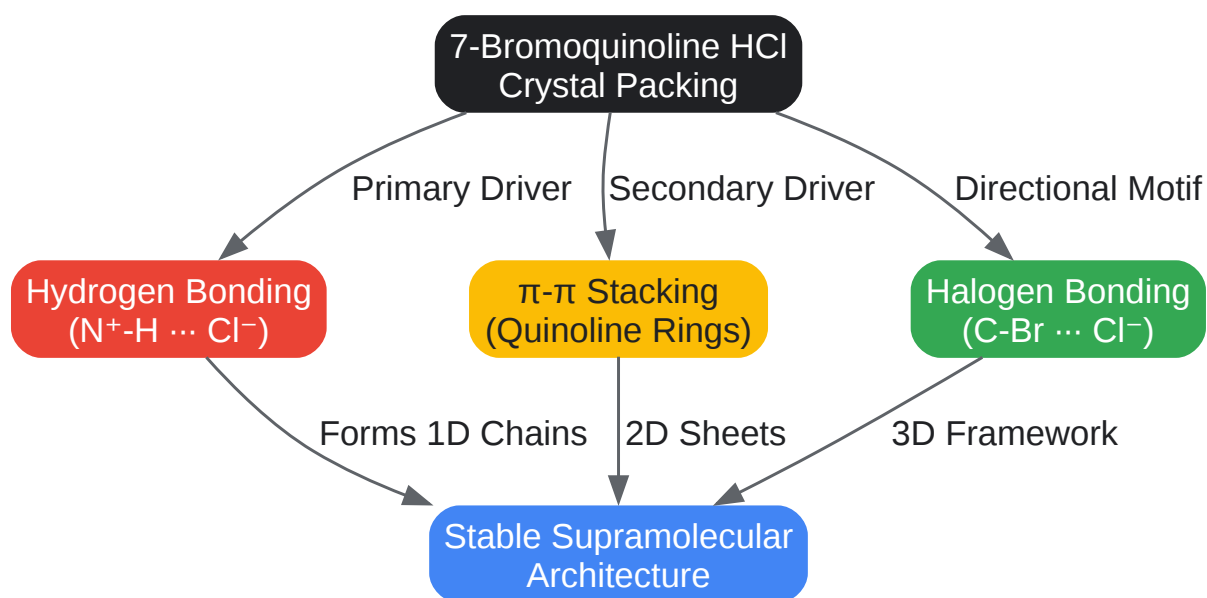 7-Bromoquinoline HCl
Crystal Packing
Primary Driver
Secondary Driver
Directional Motif
Hydrogen Bonding
(N⁺-H ··· Cl⁻)
π-π Stacking
(Quinoline Rings)
Halogen Bonding
(C-Br ··· Cl⁻)
Forms 1D Chains
2D Sheets
3D Framework
Stable Supramolecular
Architecture